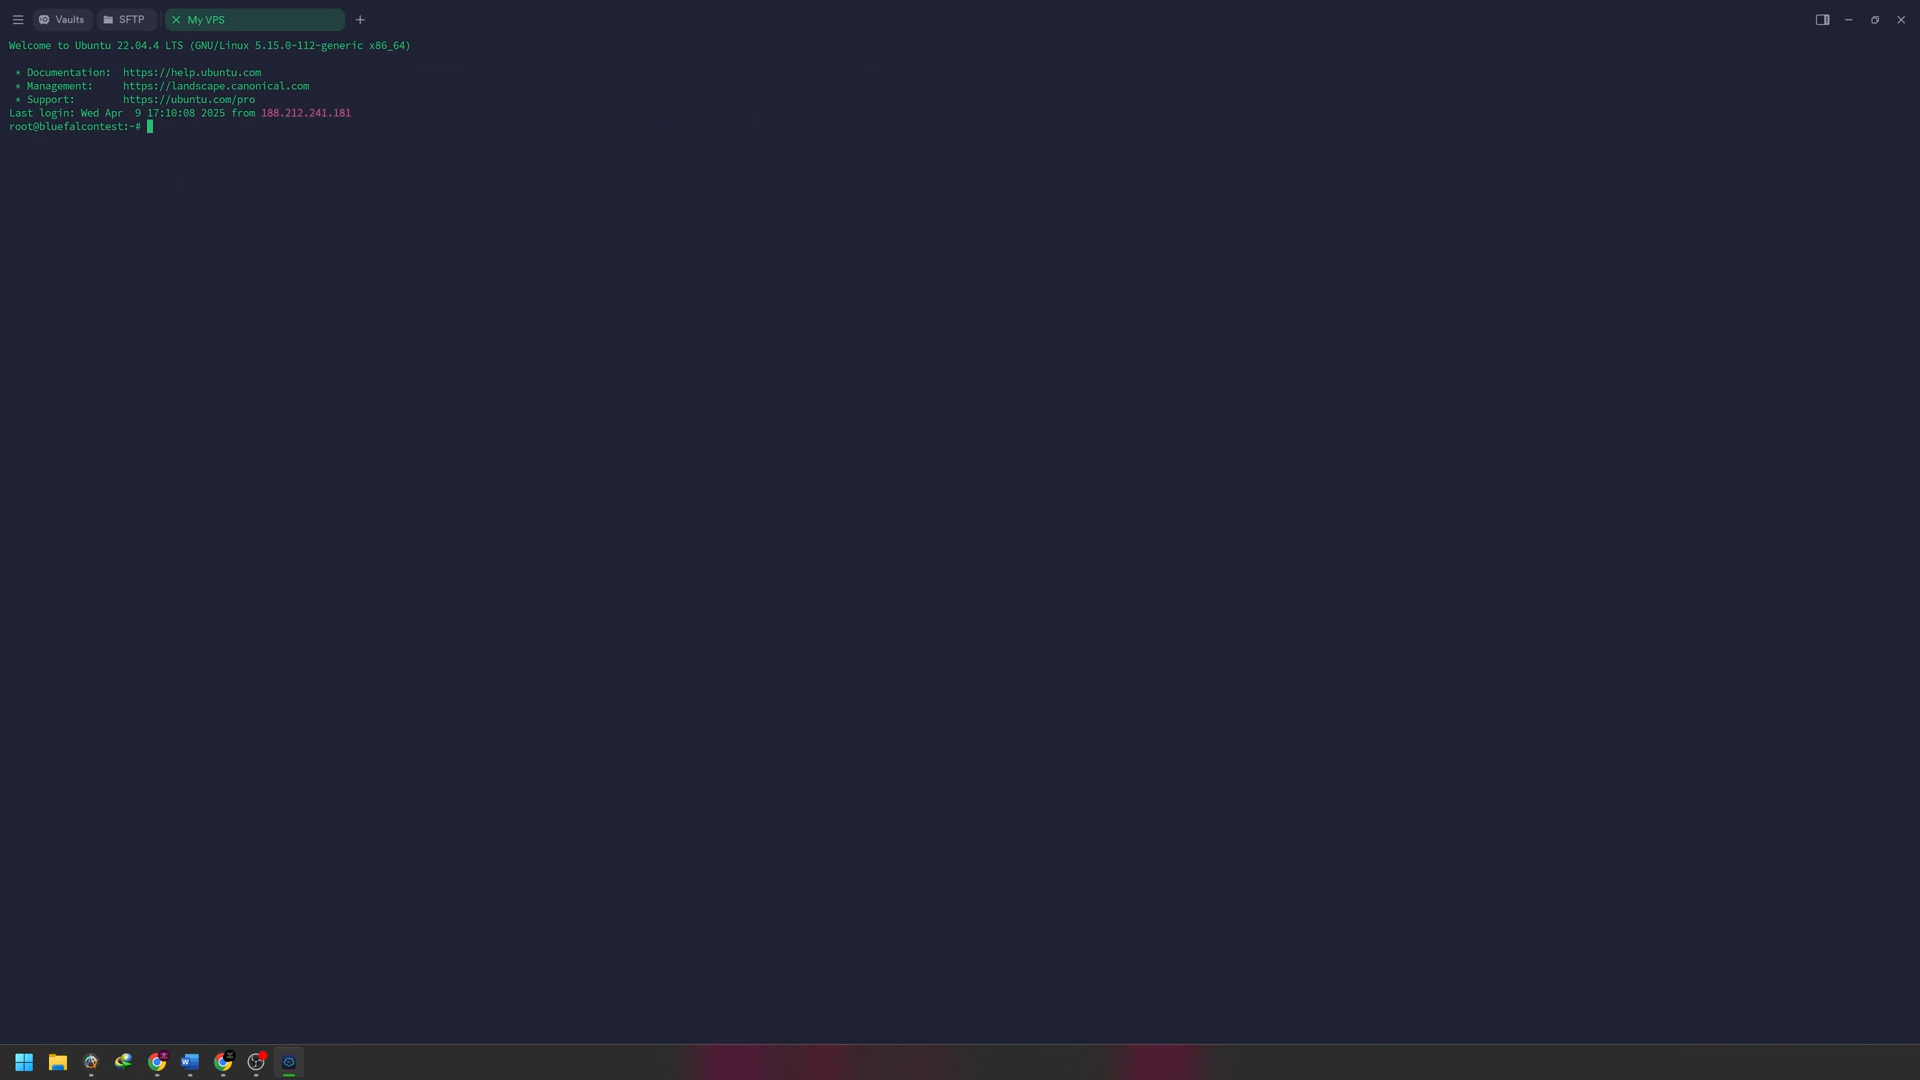 Vaults SFTP My VPS
Welcome to Ubuntu 22.04.4 LTS (GNU/Linux 5.15.0-112-generic x86_64)
* Documentation:  https://help.ubuntu.com
* Management:     https://landscape.canonical.com
* Support:        https://ubuntu.com/pro
Last login: Wed Apr  9 17:10:08 2025 from 188.212.241.181
root@bluefalcontest:~#